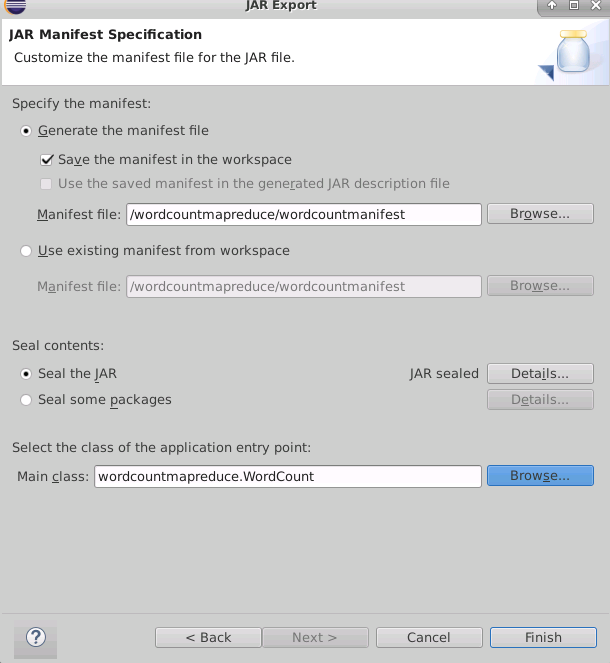 JAR Export
JAR Manifest Specification
Customize the manifest file for the JAR file.
Specify the manifest:
Generate the manifest file
Save the manifest in the workspace
Use the saved manifest in the generated JAR description file
Manifest file: /wordcountmapreduce/wordcountmanifest Browse...
Use existing manifest from workspace
Manifest file: /wordcountmapreduce/wordcountmanifest Browse...
Seal contents:
Seal the JAR JAR sealed Details...
Seal some packages Details...
Select the class of the application entry point:
Main class: wordcountmapreduce.WordCount Browse...
? < Back Next > Cancel Finish